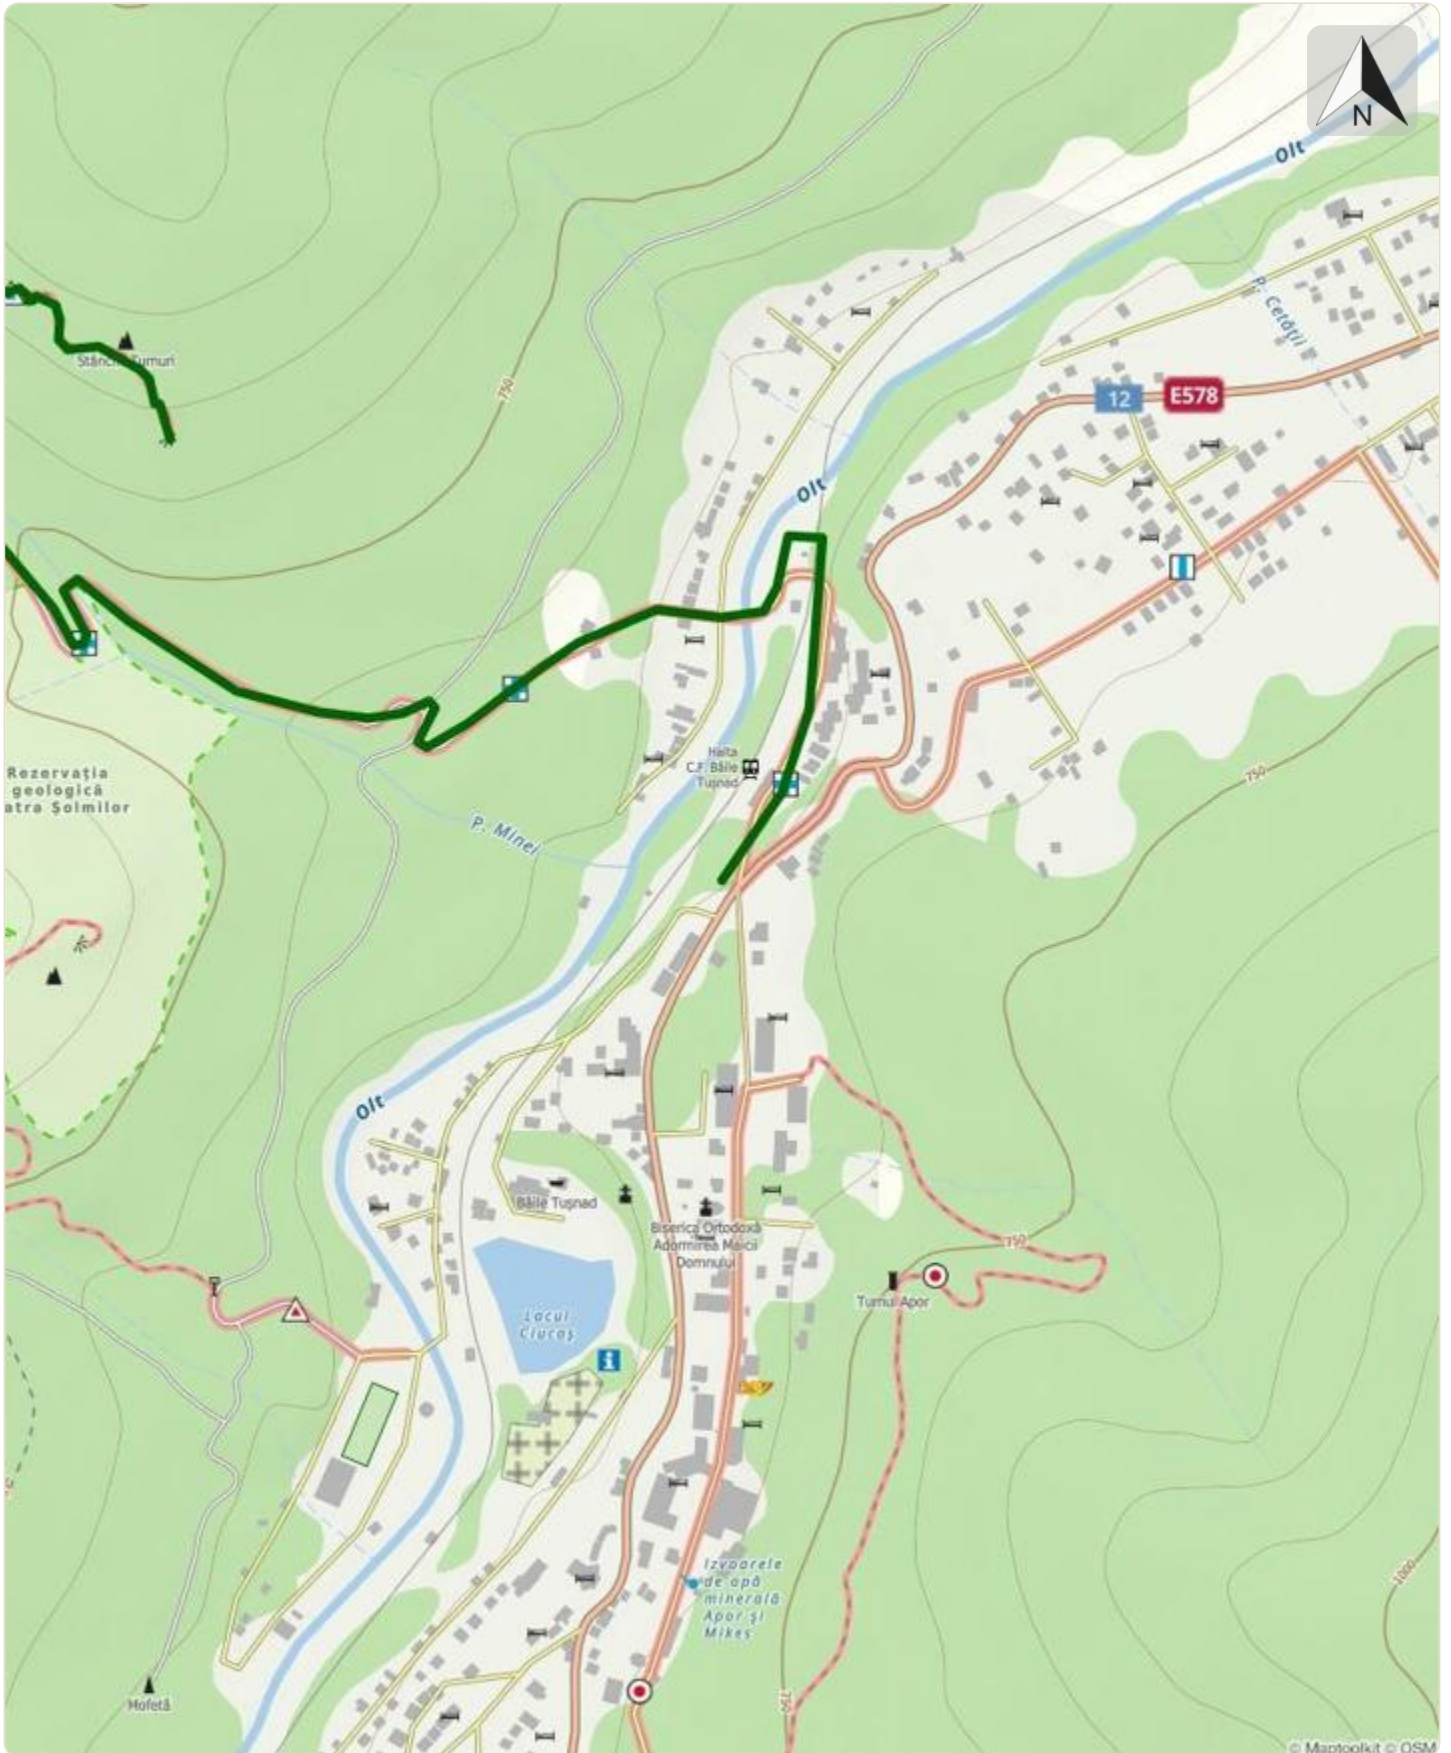 N
Olt
P. Cetății
750
12
E578
Olt
Halta
C.F. Băile
Tușnad
750
Rezervația
geologică
atra Șoimilor
P. Minei
Olt
Băile Tușnad
Biserica Ortodoxă
Adormirea Maicii
Domnului
750
Turnul Apor
Lacul
Ciucaș
Izvoarele
de apă
minerală
Apor și
Mikes
1000
750
Mofetă
© Maptoolkit © OSM